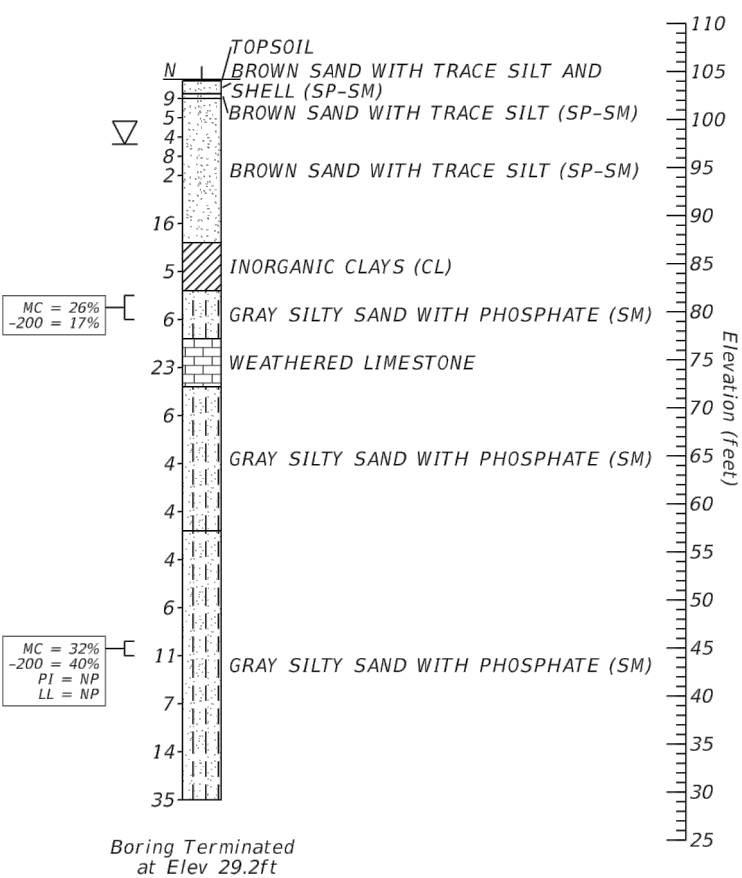 110
TOPSOIL
N
BROWN SAND WITH TRACE SILT AND
SHELL (SP-SM)
105
9
BROWN SAND WITH TRACE SILT (SP-SM)
5
100
4
8
2
BROWN SAND WITH TRACE SILT (SP-SM)
95
16
90
5
INORGANIC CLAYS (CL)
85
MC = 26%
-200 = 17%
6
GRAY SILTY SAND WITH PHOSPHATE (SM)
80
23
WEATHERED LIMESTONE
75
Elevation (feet)
6
70
4
GRAY SILTY SAND WITH PHOSPHATE (SM)
65
4
60
4
55
6
50
MC = 32%
-200 = 40%
PI = NP
LL = NP
11
GRAY SILTY SAND WITH PHOSPHATE (SM)
45
7
40
14
35
35
30
25
Boring Terminated
at Elev 29.2ft